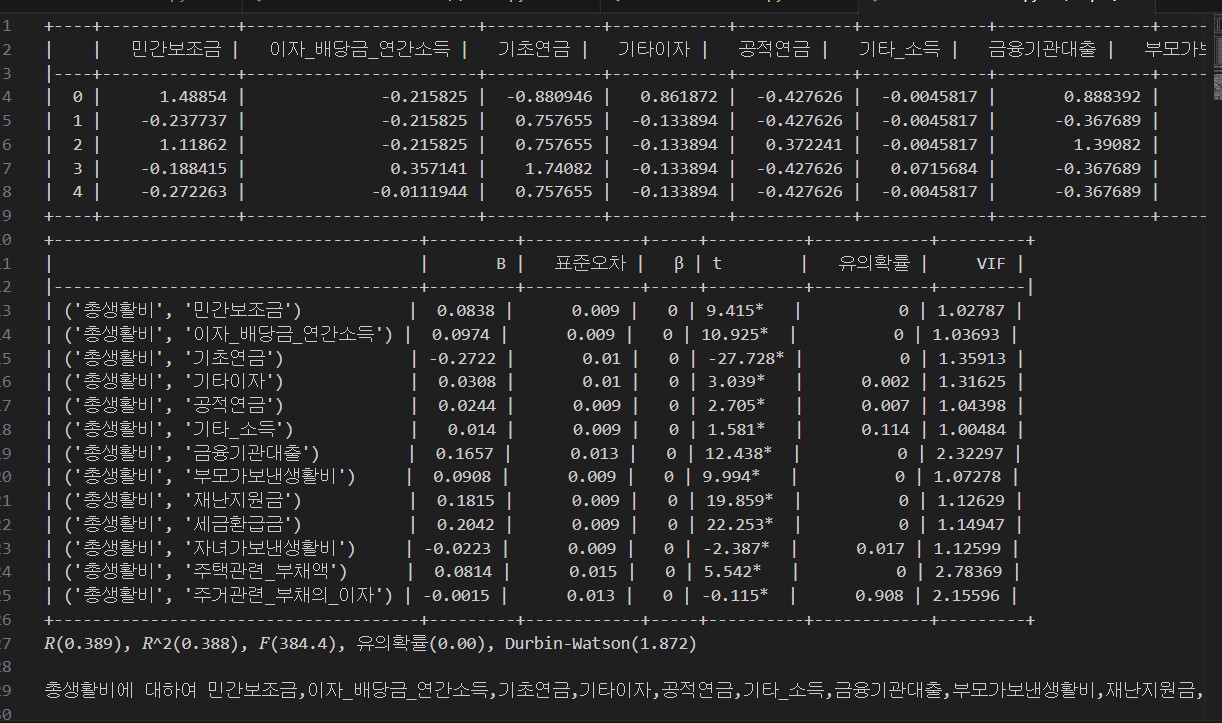 1 +----+---------------+------------------------+------------+------------+------------+-------------+----------------+-----
2 |    |   민간보조금 |   이자_배당금_연간소득 |   기초연금 |   기타이자 |   공적연금 |   기타_소득 |   금융기관대출 |
3 |----+---------------+------------------------+------------+------------+------------+-------------+----------------+-----
4 |  0 |      1.48854 |              -0.215825 |  -0.880946 |   0.861872 |  -0.427626 |  -0.0045817 |       0.888392 |
5 |  1 |    -0.237737 |              -0.215825 |   0.757655 |  -0.133894 |  -0.427626 |  -0.0045817 |      -0.367689 |
6 |  2 |      1.11862 |              -0.215825 |   0.757655 |  -0.133894 |   0.372241 |  -0.0045817 |        1.39082 |
7 |  3 |    -0.188415 |               0.357141 |    1.74082 |  -0.133894 |  -0.427626 |   0.0715684 |      -0.367689 |
8 |  4 |    -0.272263 |             -0.0111944 |   0.757655 |  -0.133894 |  -0.427626 |  -0.0045817 |      -0.367689 |
9 +----+---------------+------------------------+------------+------------+------------+-------------+----------------+-----
10 +-------------------------------------+---------+------------+-----+----------+------------+---------+
11 |                                     |       B |   표준오차 |   β | t        |   유의확률 |     VIF |
12 |-------------------------------------+---------+------------+-----+----------+------------+---------|
13 | ('총생활비', '민간보조금')           |  0.0838 |      0.009 |   0 | 9.415*   |          0 | 1.02787 |
14 | ('총생활비', '이자_배당금_연간소득') |  0.0974 |      0.009 |   0 | 10.925*  |          0 | 1.03693 |
15 | ('총생활비', '기초연금')             | -0.2722 |       0.01 |   0 | -27.728* |          0 | 1.35913 |
16 | ('총생활비', '기타이자')             |  0.0308 |       0.01 |   0 | 3.039*   |      0.002 | 1.31625 |
17 | ('총생활비', '공적연금')             |  0.0244 |      0.009 |   0 | 2.705*   |      0.007 | 1.04398 |
18 | ('총생활비', '기타_소득')            |   0.014 |      0.009 |   0 | 1.581*   |      0.114 | 1.00484 |
19 | ('총생활비', '금융기관대출')         |  0.1657 |      0.013 |   0 | 12.438*  |          0 | 2.32297 |
20 | ('총생활비', '부모가보낸생활비')     |  0.0908 |      0.009 |   0 | 9.994*   |          0 | 1.07278 |
21 | ('총생활비', '재난지원금')           |  0.1815 |      0.009 |   0 | 19.859*  |          0 | 1.12629 |
22 | ('총생활비', '세금환급금')           |  0.2042 |      0.009 |   0 | 22.253*  |          0 | 1.14947 |
23 | ('총생활비', '자녀가보낸생활비')     | -0.0223 |      0.009 |   0 | -2.387*  |      0.017 | 1.12599 |
24 | ('총생활비', '주택관련_부채액')      |  0.0814 |      0.015 |   0 | 5.542*   |          0 | 2.78369 |
25 | ('총생활비', '주거관련_부채의_이자') | -0.0015 |      0.013 |   0 | -0.115*  |      0.908 | 2.15596 |
26 +-------------------------------------+---------+------------+-----+----------+------------+---------+
27 R(0.389), R^2(0.388), F(384.4), 유의확률(0.00), Durbin-Watson(1.872)
28
29 총생활비에 대하여 민간보조금,이자_배당금_연간소득,기초연금,기타이자,공적연금,기타_소득,금융기관대출,부모가보낸생활비,재난지원금,
30